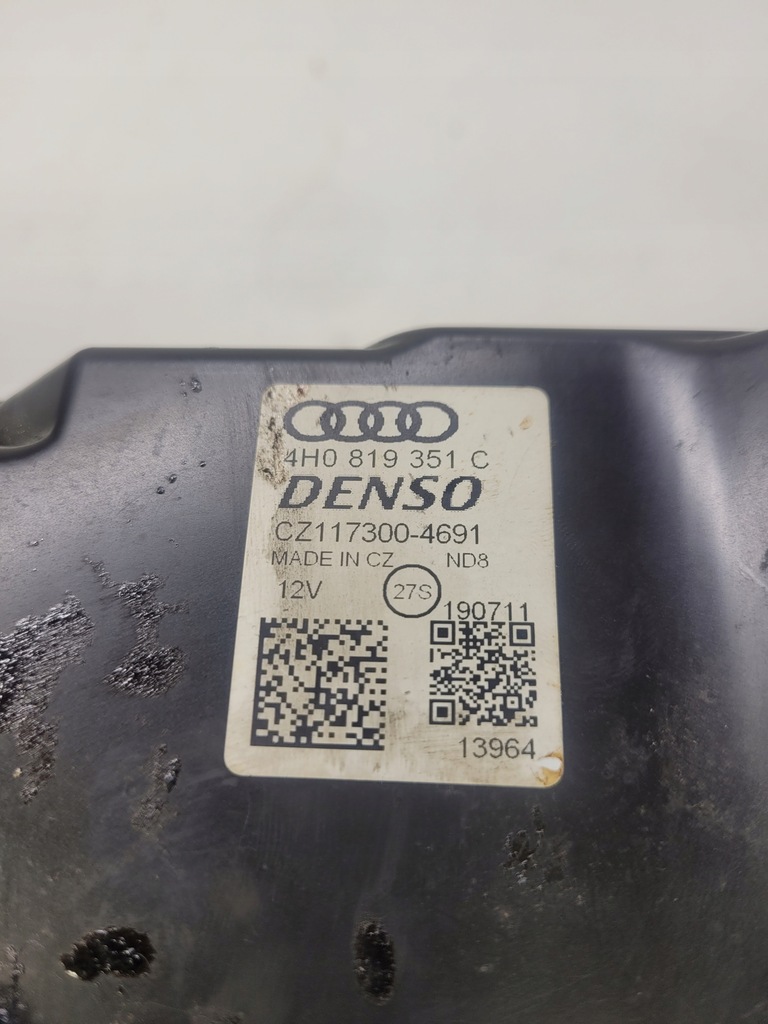 4H0 819 351 C
DENSO
CZ117300-4691
MADE IN CZ ND8
12V 27S
190711
13964